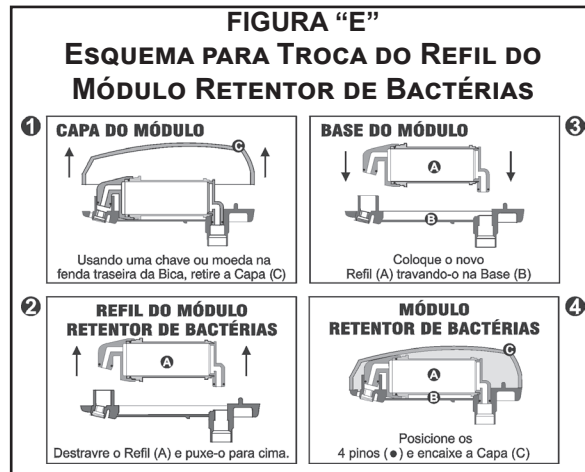 FIGURA “E”
ESQUEMA PARA TROCA DO REFIL DO
MÓDULO RETENTOR DE BACTÉRIAS
1
CAPA DO MÓDULO
C
Usando uma chave ou moeda na
fenda traseira da Bica, retire a Capa (C)
2
REFIL DO MÓDULO
RETENTOR DE BACTÉRIAS
A
Destravre o Refil (A) e puxe-o para cima.
3
BASE DO MÓDULO
A
B
Coloque o novo
Refil (A) travando-o na Base (B)
4
MÓDULO
RETENTOR DE BACTÉRIAS
C
A
B
Posicione os
4 pinos (●) e encaixe a Capa (C)